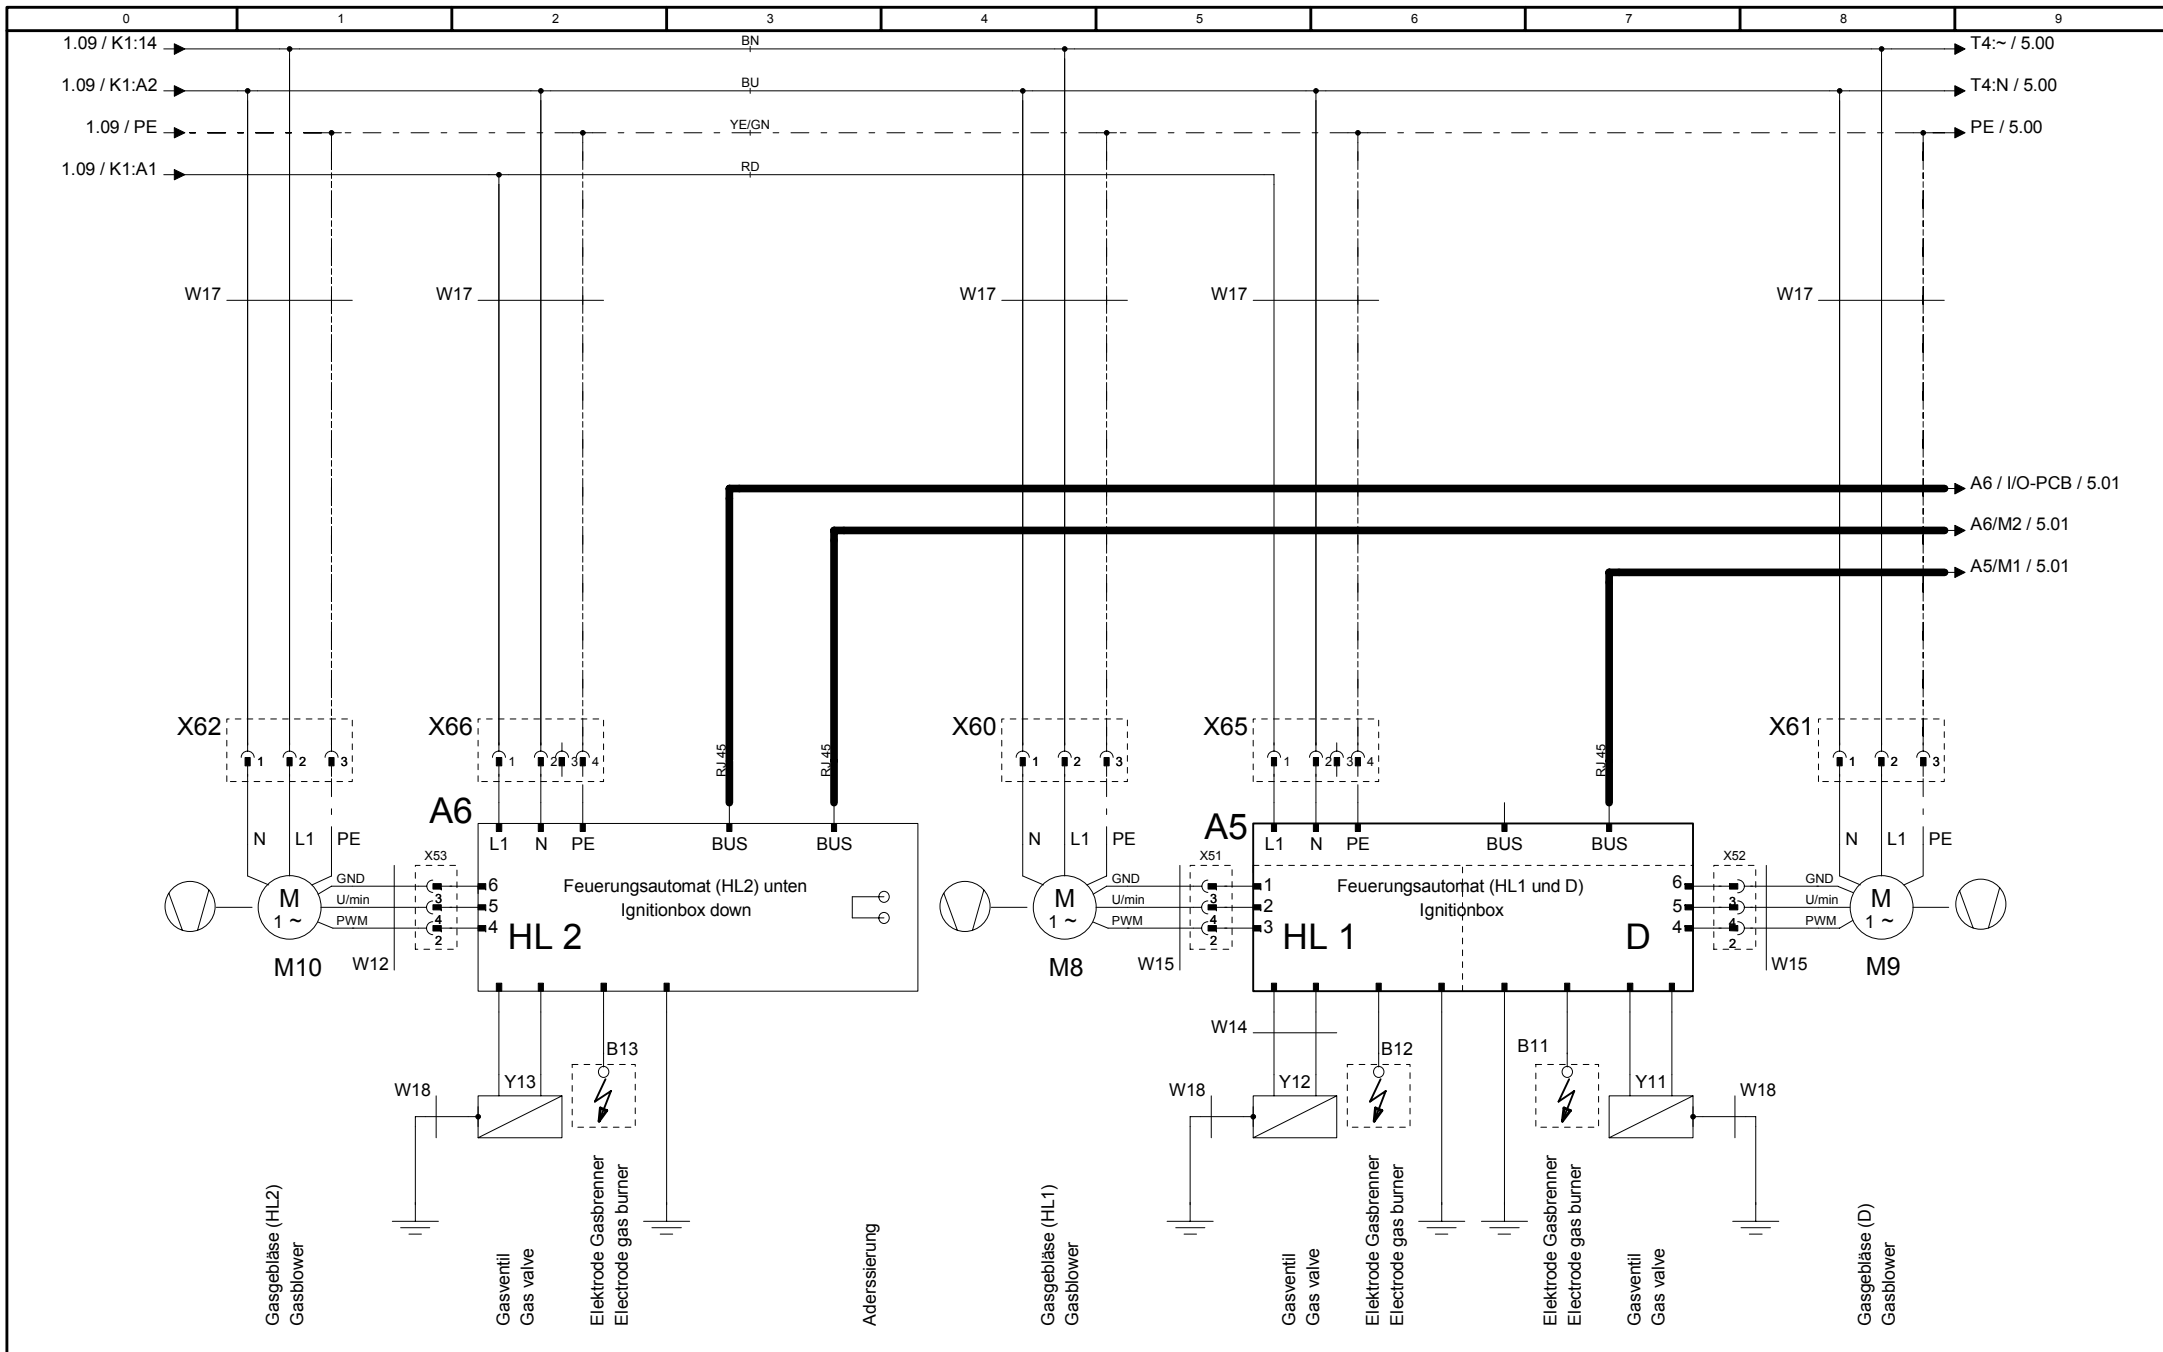 0 1 2 3 4 5 6 7 8 9
1.09 / K1:14 BN T4:~ / 5.00
1.09 / K1:A2 BU T4:N / 5.00
1.09 / PE YE/GN PE / 5.00
1.09 / K1:A1 RD
W17 W17 W17 W17 W17
A6 / I/O-PCB / 5.01
A6/M2 / 5.01
A5/M1 / 5.01
X62 X66 X60 X65 X61
RJ 45 RJ 45 RJ 45
1 2 3 1 2 3 4 1 2 3 1 2 3 4 1 2 3
A6 A5
N L1 PE L1 N PE BUS BUS N L1 PE L1 N PE BUS BUS N L1 PE
X53 X51 X52
GND 6 Feuerungsautomat (HL2) unten GND 1 Feuerungsautomat (HL1 und D) 6 GND
M U/min 3 5 Ignitionbox down M U/min 3 2 Ignitionbox 5 3 U/min M
1 ~ PWM 4 4 1 ~ PWM 4 3 4 4 PWM 1 ~
2 HL 2 2 HL 1 D 2
M10 W12 M8 W15 W15 M9
W14
B13 B12 B11
W18 Y13 W18 Y12 Y11 W18
Gasgebläse (HL2)
Gasblower
Gasventil
Gas valve
Elektrode Gasbrenner
Electrode gas burner
Aderssierung
Gasgebläse (HL1)
Gasblower
Gasventil
Gas valve
Elektrode Gasbrenner
Electrode gas burner
Elektrode Gasbrenner
Electrode gas burner
Gasventil
Gas valve
Gasgebläse (D)
Gasblower